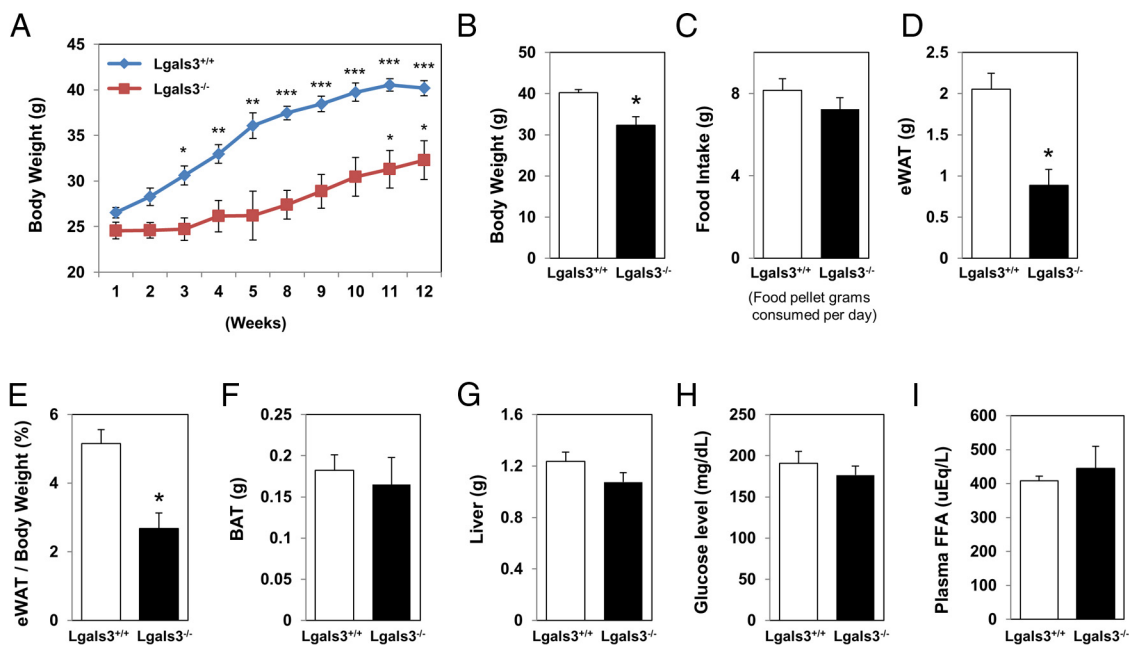 A
Body Weight (g)
45
40
35
30
25
20
Lgals3+/+
Lgals3-/-
* ** ** *** *** *** *** ***
* *
1 2 3 4 5 8 9 10 11 12
(Weeks)
B
Body Weight (g)
50
40
30
20
10
0
*
Lgals3+/+ Lgals3-/-
C
Food Intake (g)
8
4
0
Lgals3+/+ Lgals3-/-
(Food pellet grams
consumed per day)
D
eWAT (g)
2.5
2
1.5
1
0.5
0
*
Lgals3+/+ Lgals3-/-
E
eWAT / Body Weight (%)
6
4
2
0
*
Lgals3+/+ Lgals3-/-
F
BAT (g)
0.25
0.2
0.15
0.1
0.05
0
Lgals3+/+ Lgals3-/-
G
Liver (g)
1.6
1.2
0.8
0.4
0
Lgals3+/+ Lgals3-/-
H
Glucose level (mg/dL)
250
200
150
100
50
0
Lgals3+/+ Lgals3-/-
I
Plasma FFA (uEq/L)
600
500
400
300
200
100
0
Lgals3+/+ Lgals3-/-